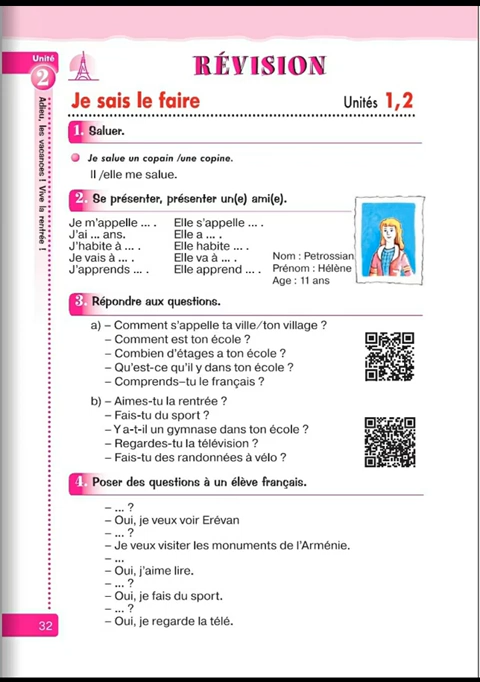 Unité
2
Adieu, les vacances ! Vive la rentrée !
RÉVISION
Je sais le faire
Unités 1,2
1. Saluer.
Je salue un copain /une copine.
Il /elle me salue.
2. Se présenter, présenter un(e) ami(e).
Je m'appelle ... . Elle s'appelle ... .
J'ai ... ans. Elle a ... .
J'habite à ... . Elle habite ... .
Je vais à ... . Elle va à ... .
J'apprends ... . Elle apprend ... .
Nom : Petrossian
Prénom : Hélène
Age : 11 ans
3. Répondre aux questions.
a) – Comment s'appelle ta ville/ton village ?
– Comment est ton école ?
– Combien d'étages a ton école ?
– Qu'est-ce qu'il y dans ton école ?
– Comprends–tu le français ?
b) – Aimes-tu la rentrée ?
– Fais-tu du sport ?
– Y a-t-il un gymnase dans ton école ?
– Regardes-tu la télévision ?
– Fais-tu des randonnées à vélo ?
4. Poser des questions à un élève français.
– ... ?
– Oui, je veux voir Erévan
– ... ?
– Je veux visiter les monuments de l'Arménie.
– ...
– Oui, j'aime lire.
– ... ?
– Oui, je fais du sport.
– ... ?
– Oui, je regarde la télé.
32